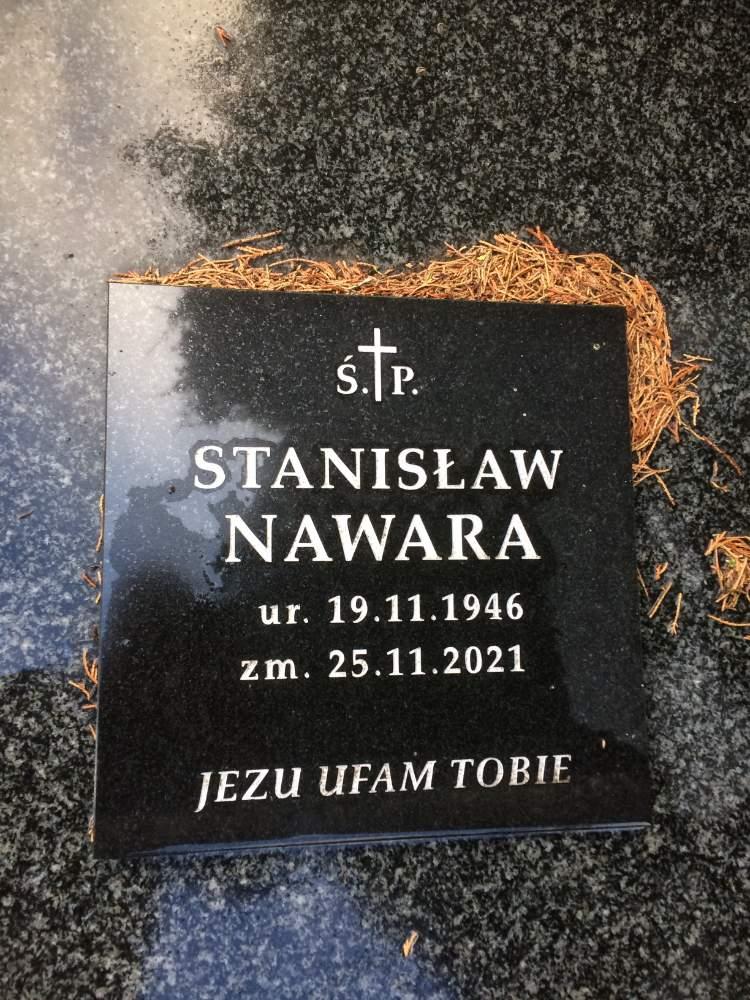 Ś.†P.
STANISŁAW
NAWARA
ur. 19.11.1946
zm. 25.11.2021
JEZU UFAM TOBIE